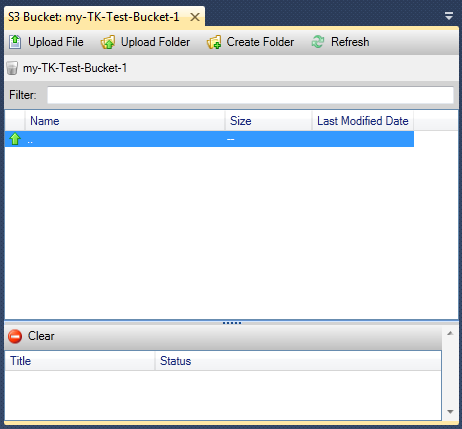 S3 Bucket: my-TK-Test-Bucket-1
Upload File Upload Folder Create Folder Refresh
my-TK-Test-Bucket-1
Filter:
Name Size Last Modified Date
.. --
Clear
Title Status